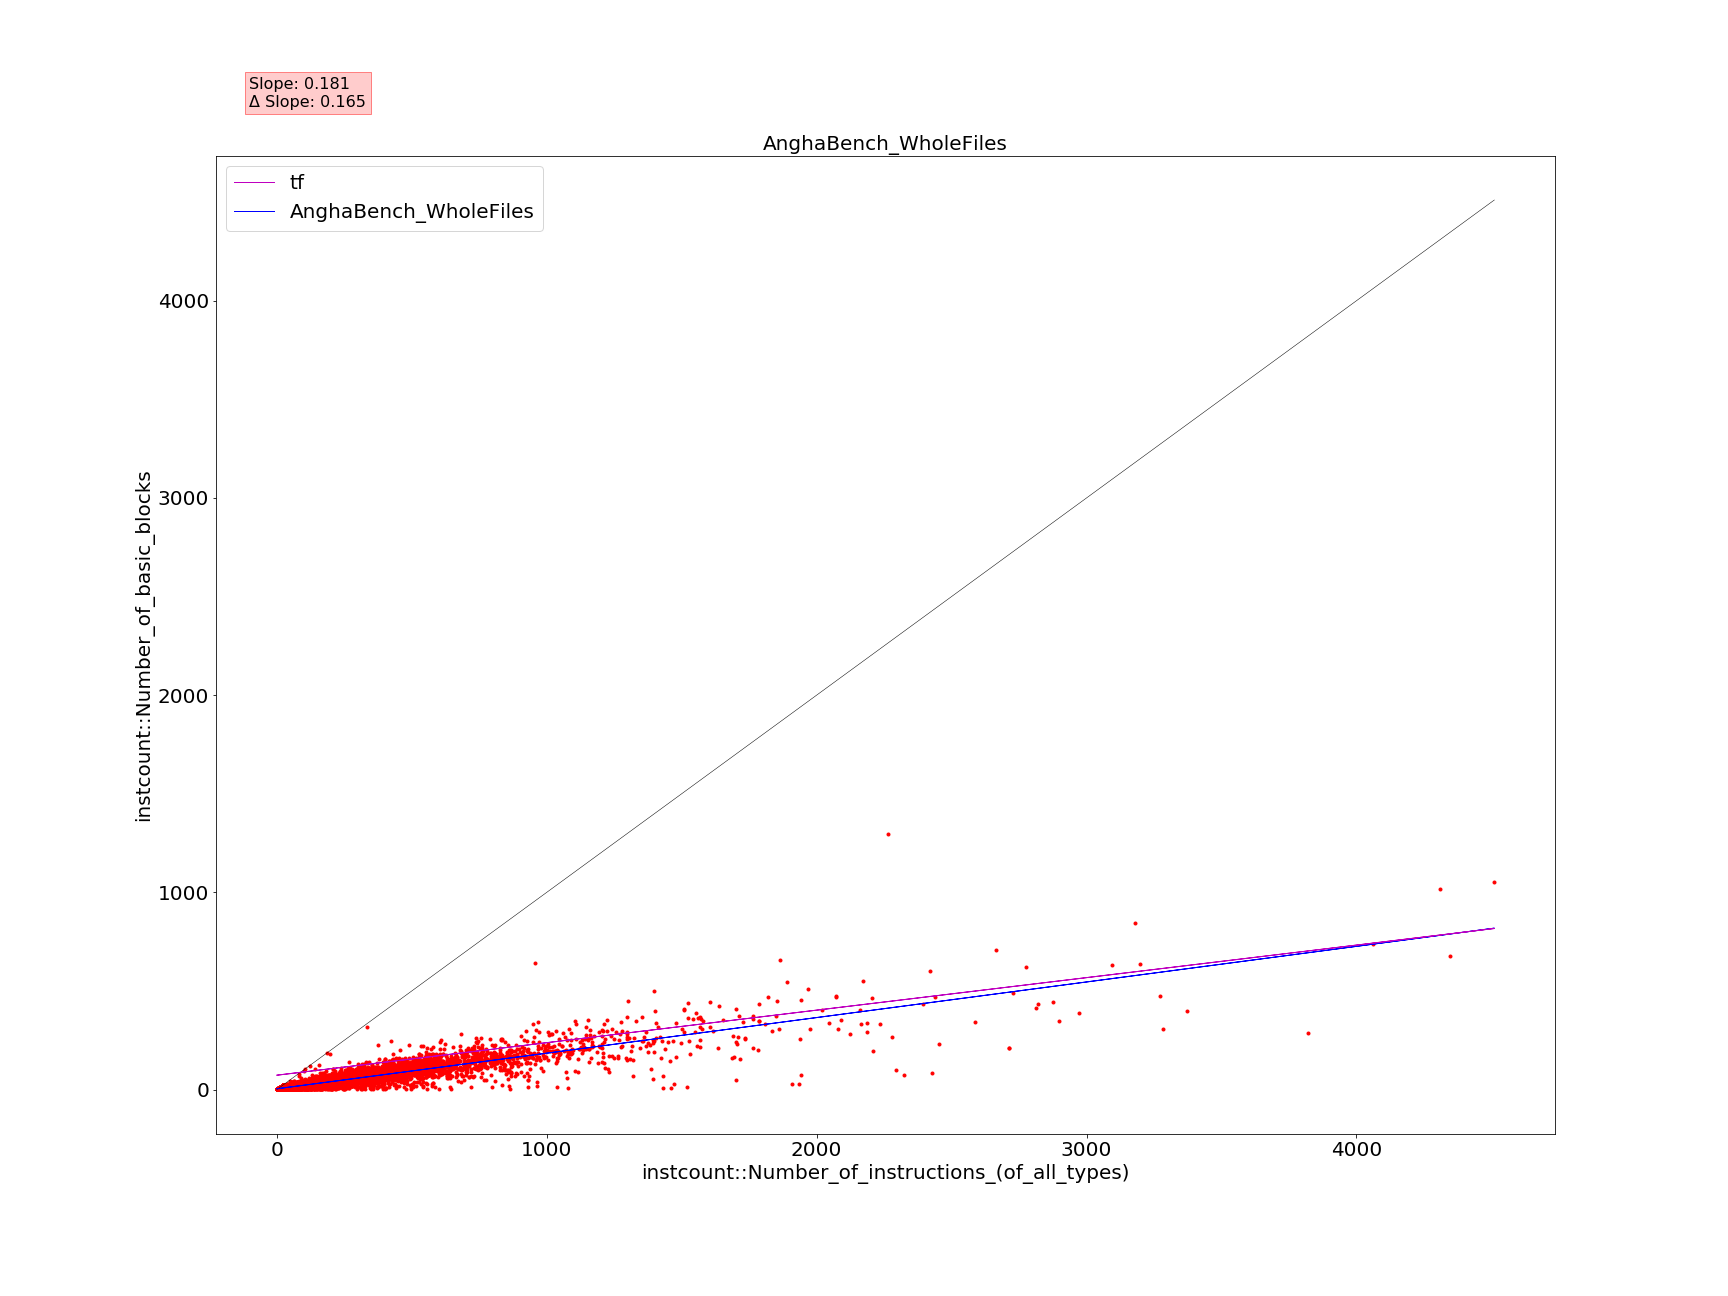 Slope: 0.181
Δ Slope: 0.165
AnghaBench_WholeFiles
tf
AnghaBench_WholeFiles
4000
3000
2000
1000
0
instcount::Number_of_basic_blocks
0 1000 2000 3000 4000
instcount::Number_of_instructions_(of_all_types)